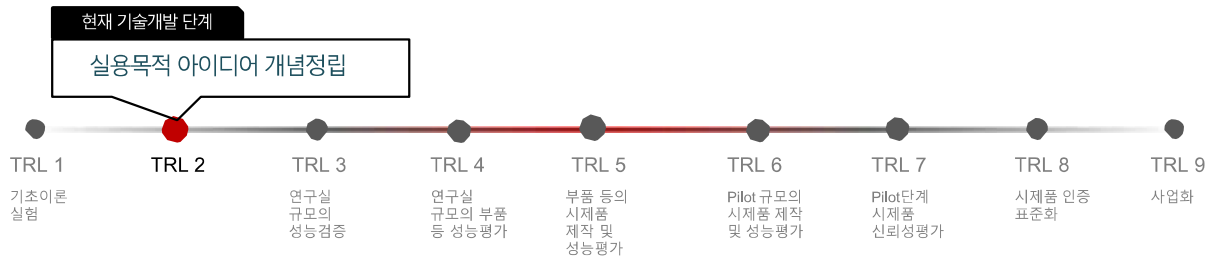 현재 기술개발 단계
실용목적 아이디어 개념정립
TRL 1
기초이론
실험
TRL 2
TRL 3
연구실
규모의
성능검증
TRL 4
연구실
규모의 부품
등 성능평가
TRL 5
부품 등의
시제품
제작 및
성능평가
TRL 6
Pilot 규모의
시제품 제작
및 성능평가
TRL 7
Pilot단계
시제품
신뢰성평가
TRL 8
시제품 인증
표준화
TRL 9
사업화